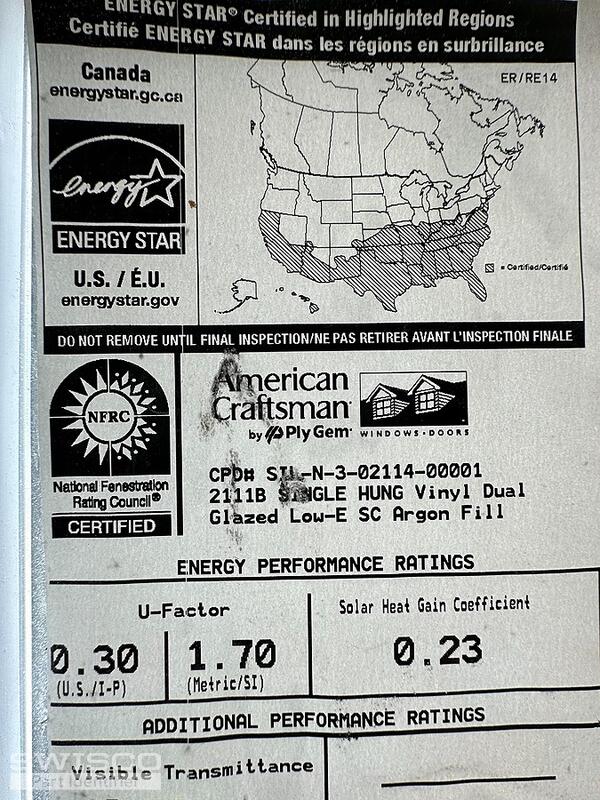 ENERGY STAR® Certified in Highlighted Regions
Certifié ENERGY STAR dans les régions en surbrillance
Canada
energystar.gc.ca
ER/RE14
energy
ENERGY STAR
U.S. / É.U.
energystar.gov
= Certified/Certifié
DO NOT REMOVE UNTIL FINAL INSPECTION/NE PAS RETIRER AVANT L'INSPECTION FINALE
NFRC
National Fenestration
Rating Council®
CERTIFIED
American
Craftsman
by Ply Gem
WINDOWS·DOORS
CPD# SIL-N-3-02114-00001
2111B SINGLE HUNG Vinyl Dual
Glazed Low-E SC Argon Fill
ENERGY PERFORMANCE RATINGS
U-Factor
Solar Heat Gain Coefficient
0.30
(U.S./I-P)
1.70
(Metric/SI)
0.23
ADDITIONAL PERFORMANCE RATINGS
Visible Transmittance
SWISCO
Part Identifier